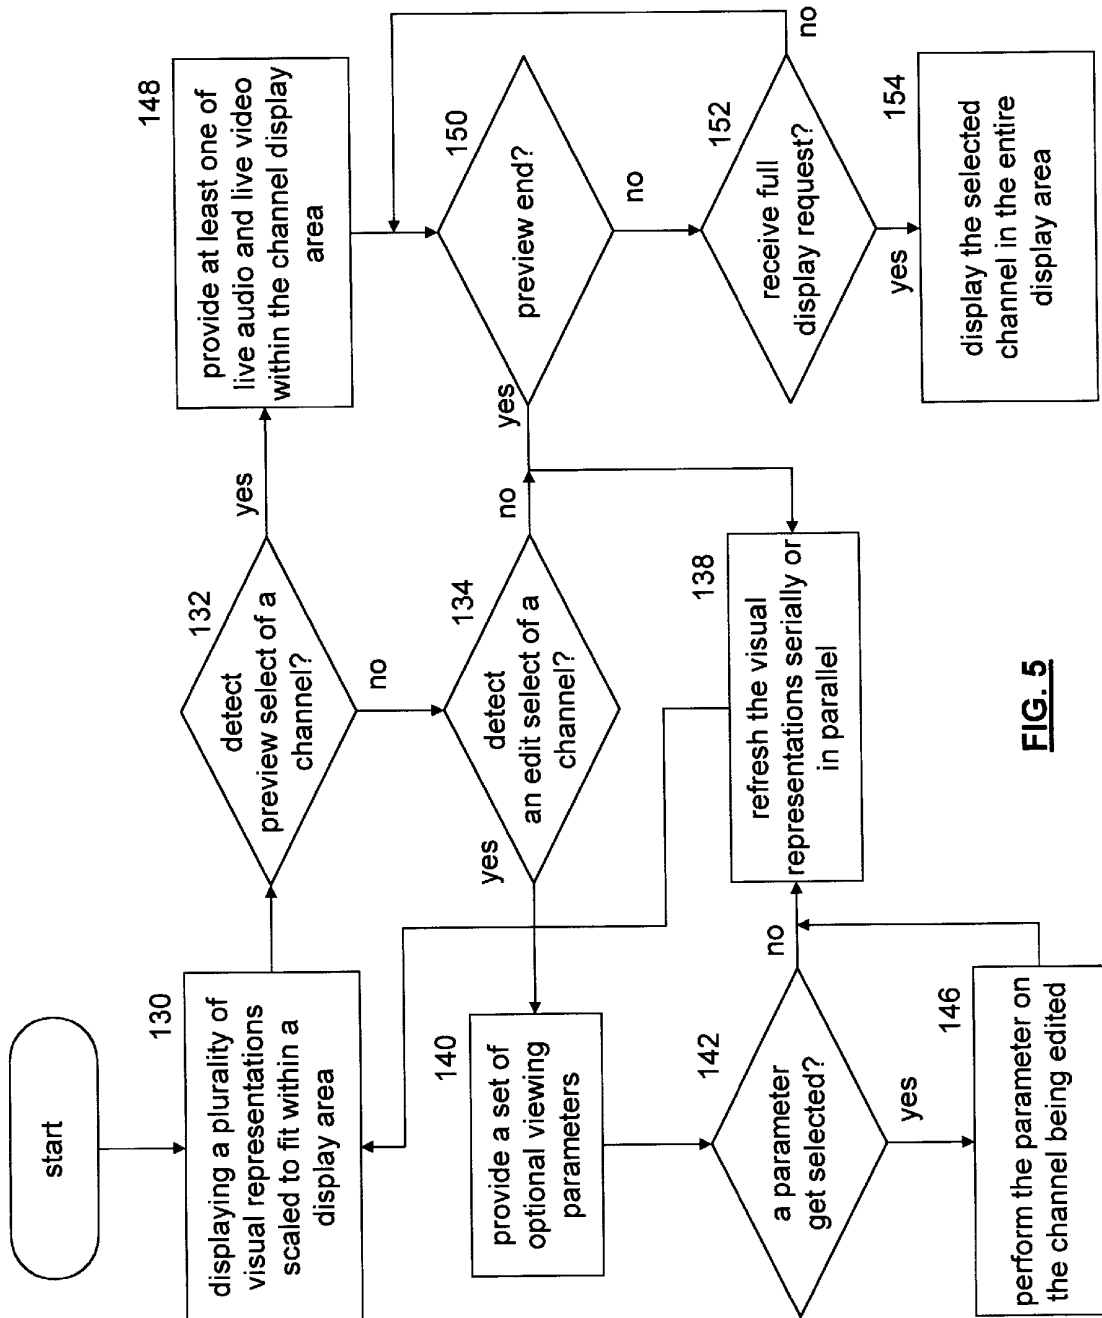 start
130
displaying a plurality of
visual representations
scaled to fit within a
display area
132
detect
preview select of a
channel?
yes
no
148
provide at least one of
live audio and live video
within the channel display
area
134
detect
an edit select of a
channel?
yes
no
150
preview end?
yes
no
140
provide a set of
optional viewing
parameters
138
refresh the visual
representations serially or
in parallel
152
receive full
display request?
no
yes
142
a parameter
get selected?
no
yes
154
display the selected
channel in the entire
display area
146
perform the parameter on
the channel being edited
FIG. 5